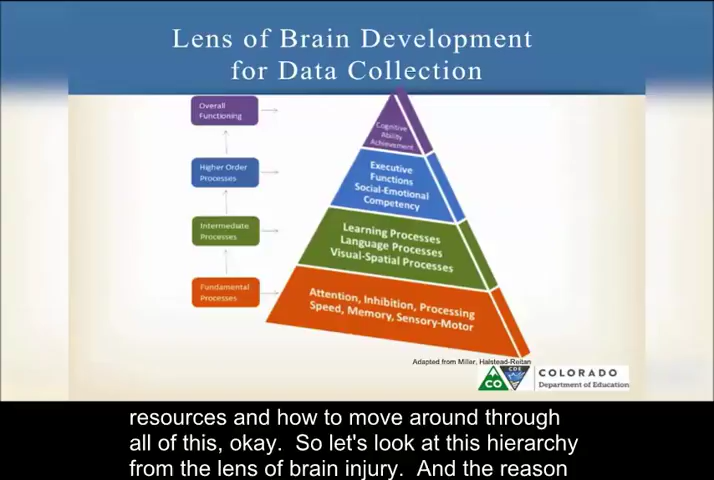 Lens of Brain Development
for Data Collection
Overall
Functioning
Higher Order
Processes
Intermediate
Processes
Fundamental
Processes
Cognitive
Ability
Achievement
Executive
Functions
Social-Emotional
Competency
Learning Processes
Language Processes
Visual-Spatial Processes
Attention, Inhibition, Processing
Speed, Memory, Sensory-Motor
Adapted from Miller, Halstead-Reitan
CO
CDE
COLORADO
Department of Education
resources and how to move around through
all of this, okay.  So let's look at this hierarchy
from the lens of brain injury.  And the reason